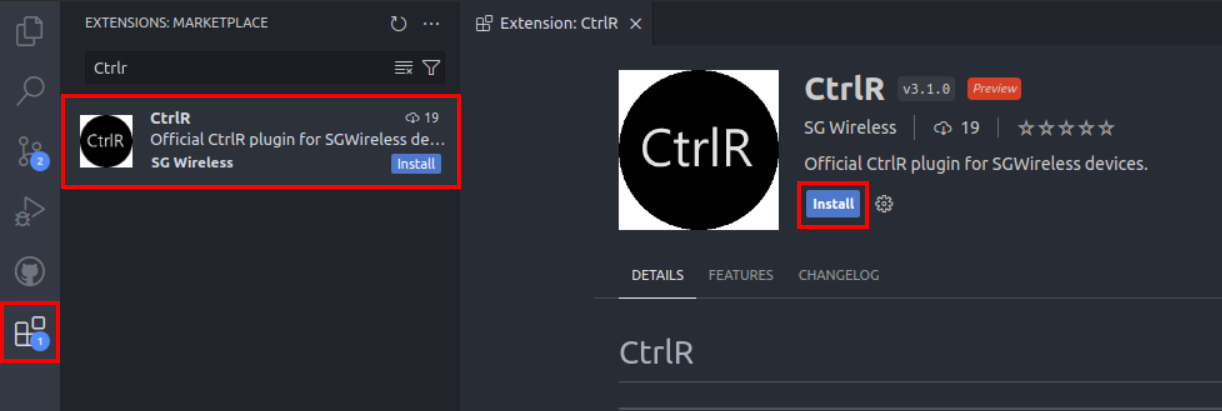 EXTENSIONS: MARKETPLACE
Ctrlr
CtrlR
CtrlR 19
Official CtrlR plugin for SGWireless de...
SG Wireless Install
2
1
Extension: CtrlR
CtrlR
CtrlR v3.1.0 Preview
SG Wireless 19
Official CtrlR plugin for SGWireless devices.
Install
DETAILS FEATURES CHANGELOG
CtrlR